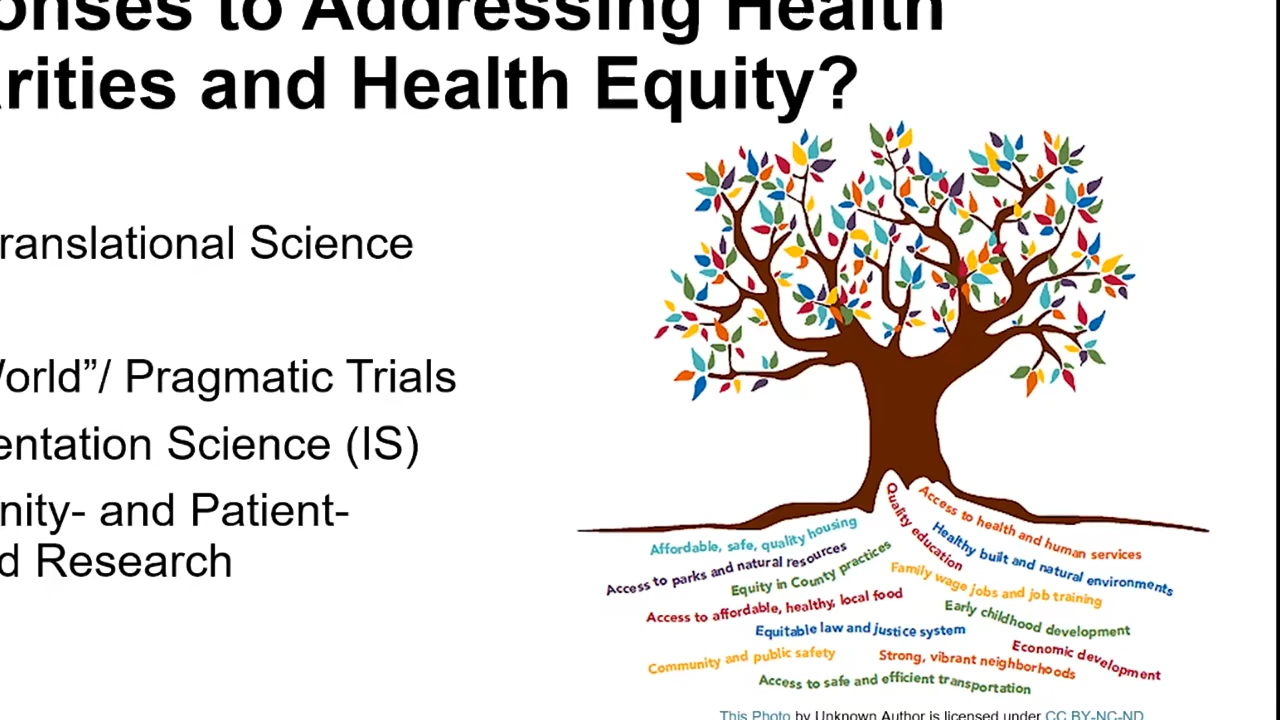 onses to Addressing Health
rities and Health Equity?
ranslational Science
World”/ Pragmatic Trials
entation Science (IS)
nity- and Patient-
d Research
Affordable, safe, quality housing
Access to parks and natural resources
Equity in County practices
Access to affordable, healthy, local food
Equitable law and justice system
Community and public safety
Quality education
Access to health and human services
Healthy built and natural environments
Family wage jobs and job training
Early childhood development
Economic development
Strong, vibrant neighborhoods
Access to safe and efficient transportation
This Photo by Unknown Author is licensed under CC BY-NC-ND